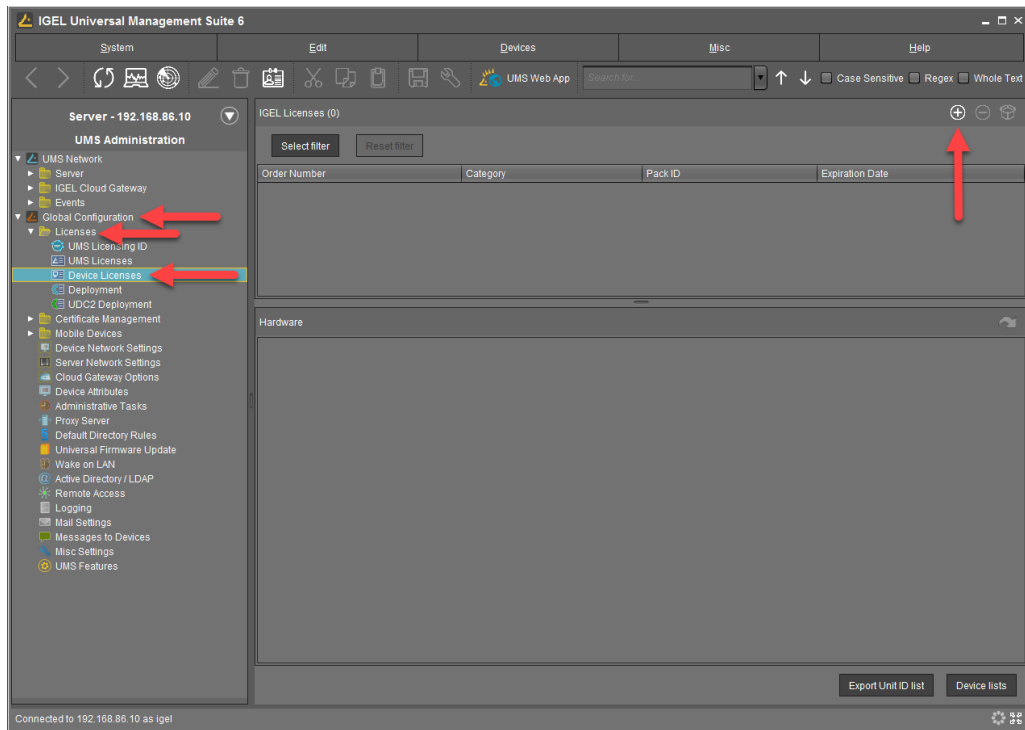 IGEL Universal Management Suite 6
System Edit Devices Misc Help
UMS Web App Search for... Case Sensitive Regex Whole Text
Server - 192.168.86.10
UMS Administration
UMS Network
Server
IGEL Cloud Gateway
Events
Global Configuration
Licenses
UMS Licensing ID
UMS Licenses
Device Licenses
Deployment
UDC2 Deployment
Certificate Management
Mobile Devices
Device Network Settings
Server Network Settings
Cloud Gateway Options
Device Attributes
Administrative Tasks
Proxy Server
Default Directory Rules
Universal Firmware Update
Wake on LAN
Active Directory / LDAP
Remote Access
Logging
Mail Settings
Messages to Devices
Misc Settings
UMS Features
IGEL Licenses (0)
Select filter Reset filter
Order Number Category Pack ID Expiration Date
Hardware
Export Unit ID list Device lists
Connected to 192.168.86.10 as igel